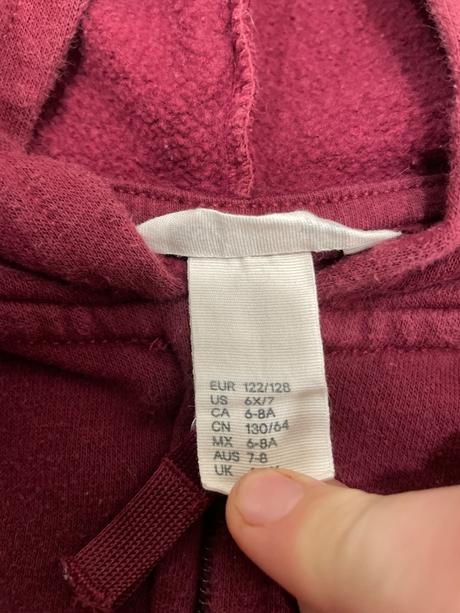 EUR 122/128
US 6X/7
CA 6-8A
CN 130/64
MX 6-8A
AUS 7-8
UK